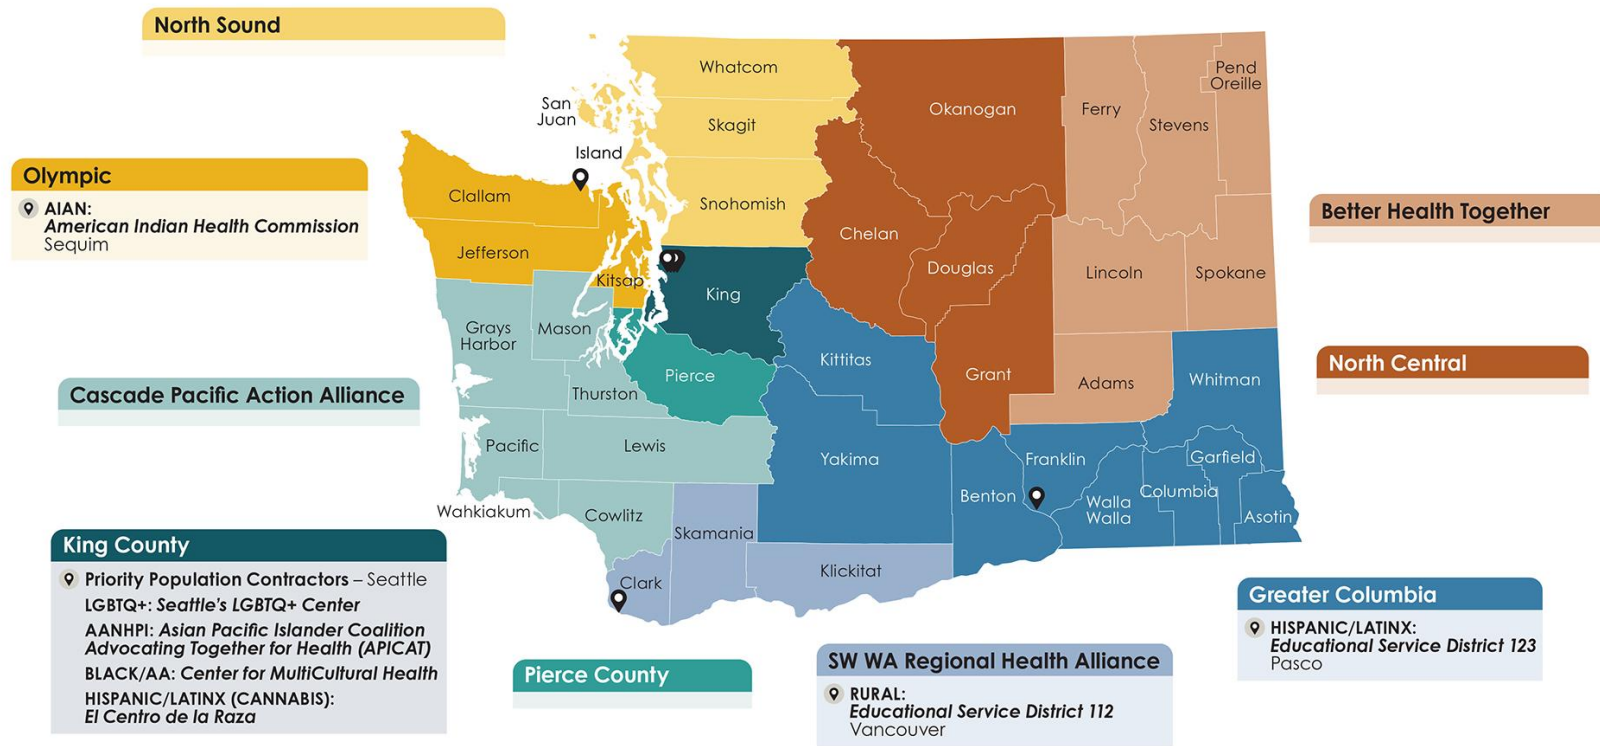 North Sound
Whatcom
Pend
Oreille
San
Juan
Okanogan
Ferry
Skagit
Stevens
Island
Olympic
AIAN:
American Indian Health Commission
Sequim
Clallam
Snohomish
Better Health Together
Chelan
Jefferson
Douglas
Lincoln
Spokane
Kitsap
King
Grays
Harbor
Mason
Kittitas
North Central
Pierce
Grant
Adams
Whitman
Cascade Pacific Action Alliance
Thurston
Pacific
Lewis
Yakima
Franklin
Garfield
Benton
Walla
Walla
Columbia
Wahkiakum
Cowlitz
Asotin
Skamania
King County
Priority Population Contractors – Seattle
LGBTQ+: Seattle's LGBTQ+ Center
AANHPI: Asian Pacific Islander Coalition
Advocating Together for Health (APICAT)
BLACK/AA: Center for MultiCultural Health
HISPANIC/LATINX (CANNABIS):
El Centro de la Raza
Clark
Klickitat
Greater Columbia
HISPANIC/LATINX:
Educational Service District 123
Pasco
Pierce County
SW WA Regional Health Alliance
RURAL:
Educational Service District 112
Vancouver